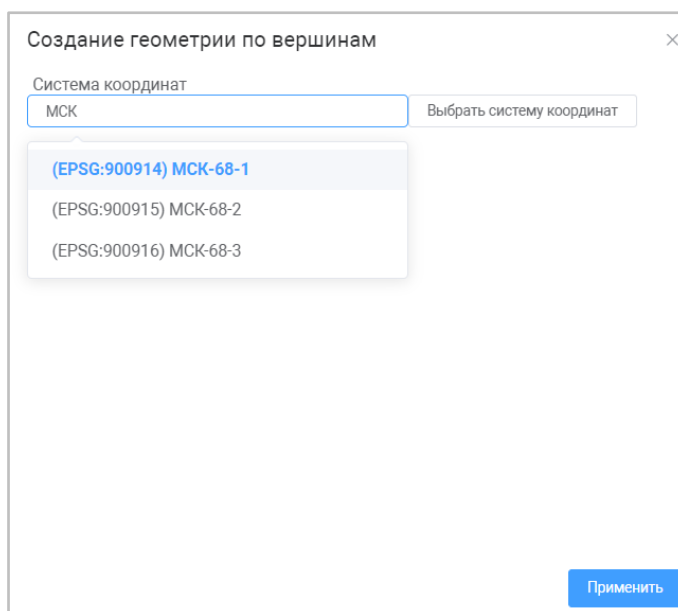 Создание геометрии по вершинам
Система координат
МСК
Выбрать систему координат
(EPSG:900914) МСК-68-1
(EPSG:900915) МСК-68-2
(EPSG:900916) МСК-68-3
Применить